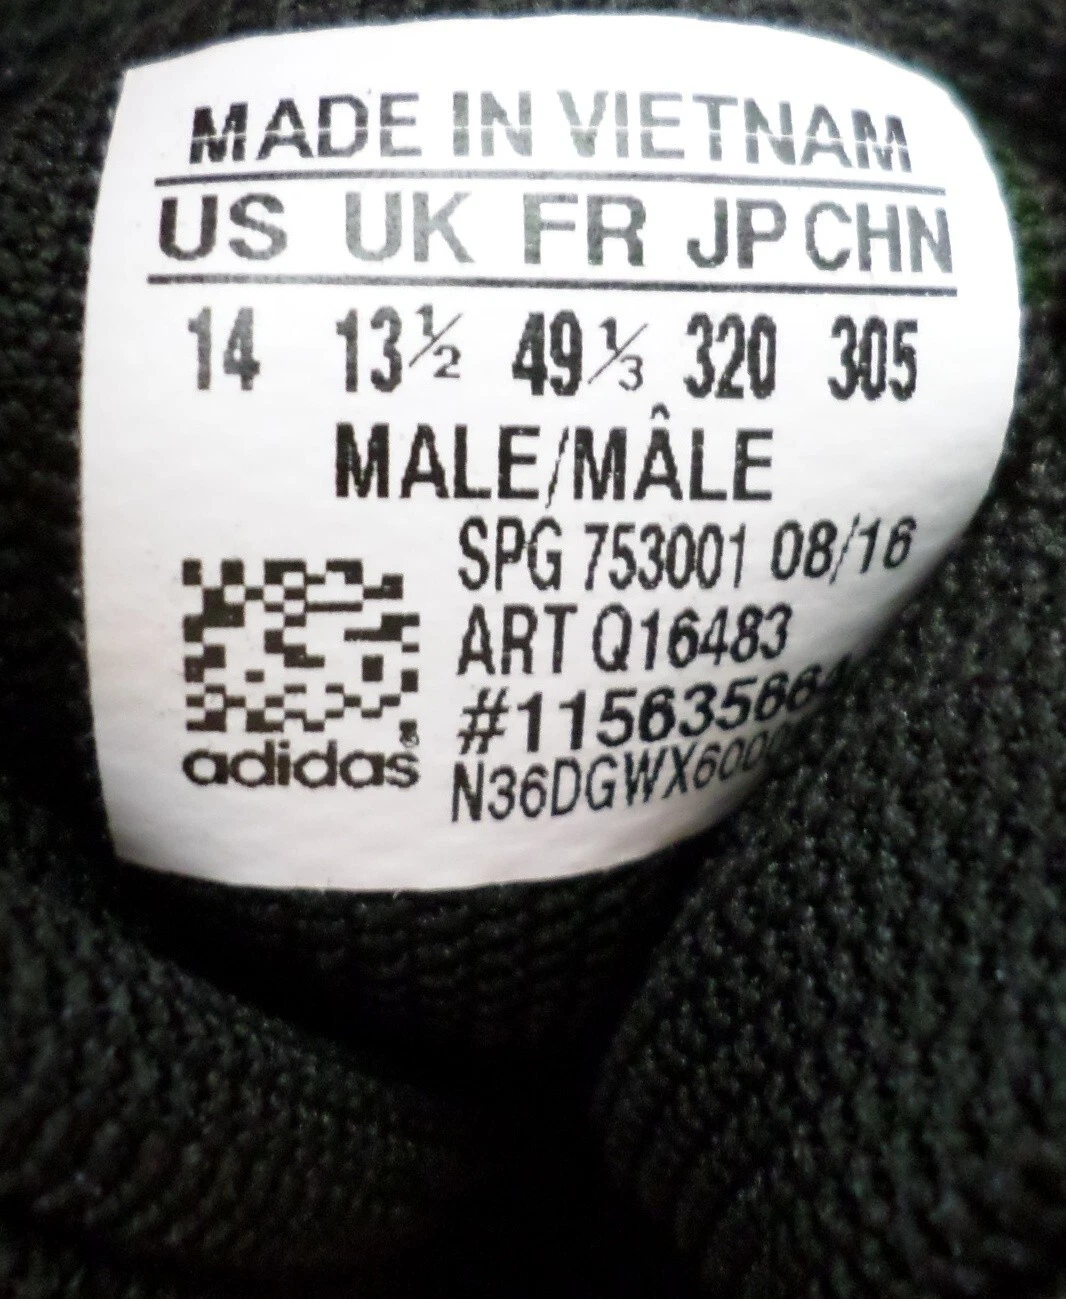 MADE IN VIETNAM
US UK FR JP CHN
14 13½ 49⅓ 320 305
MALE/MÂLE
SPG 753001 08/16
ART Q16483
adidas®